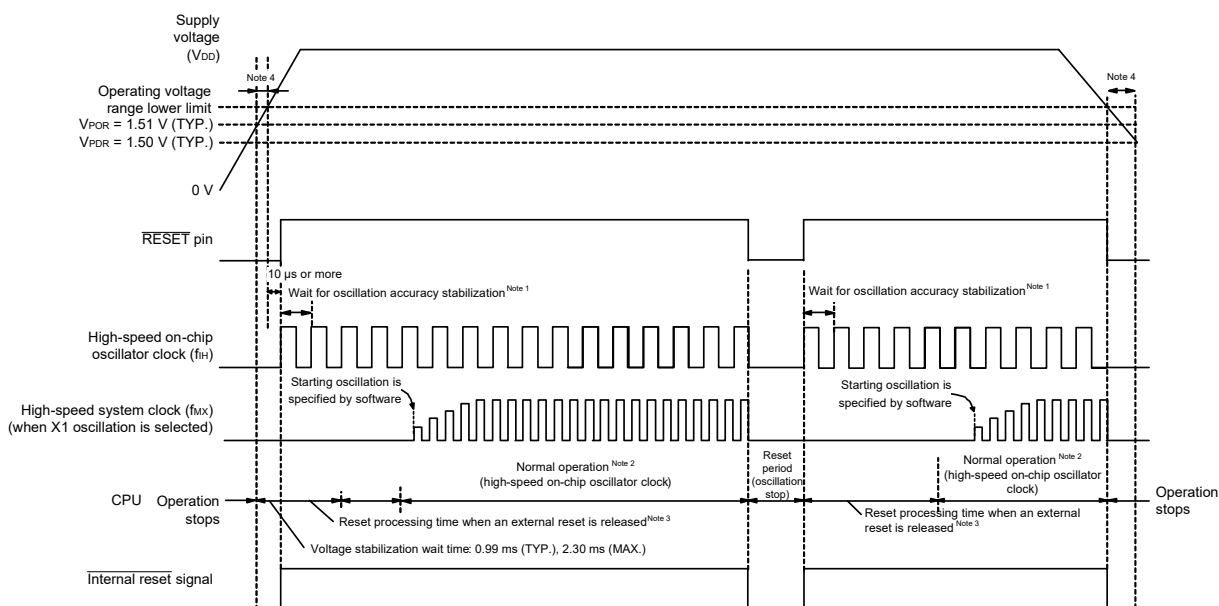 Supply
voltage
(VDD)
Note 4
Note 4
Operating voltage
range lower limit
VPOR = 1.51 V (TYP.)
VPDR = 1.50 V (TYP.)
0 V
RESET pin
10 μs or more
Wait for oscillation accuracy stabilization Note 1
Wait for oscillation accuracy stabilization Note 1
High-speed on-chip
oscillator clock (fIH)
Starting oscillation is
specified by software
Starting oscillation is
specified by software
High-speed system clock (fMX)
(when X1 oscillation is selected)
Normal operation Note 2
(high-speed on-chip oscillator clock)
Reset
period
(oscillation
stop)
Normal operation Note 2
(high-speed on-chip oscillator
clock)
CPU
Operation
stops
Operation
stops
Reset processing time when an external reset is released Note 3
Reset processing time when an external
reset is released Note 3
Voltage stabilization wait time: 0.99 ms (TYP.), 2.30 ms (MAX.)
Internal reset signal